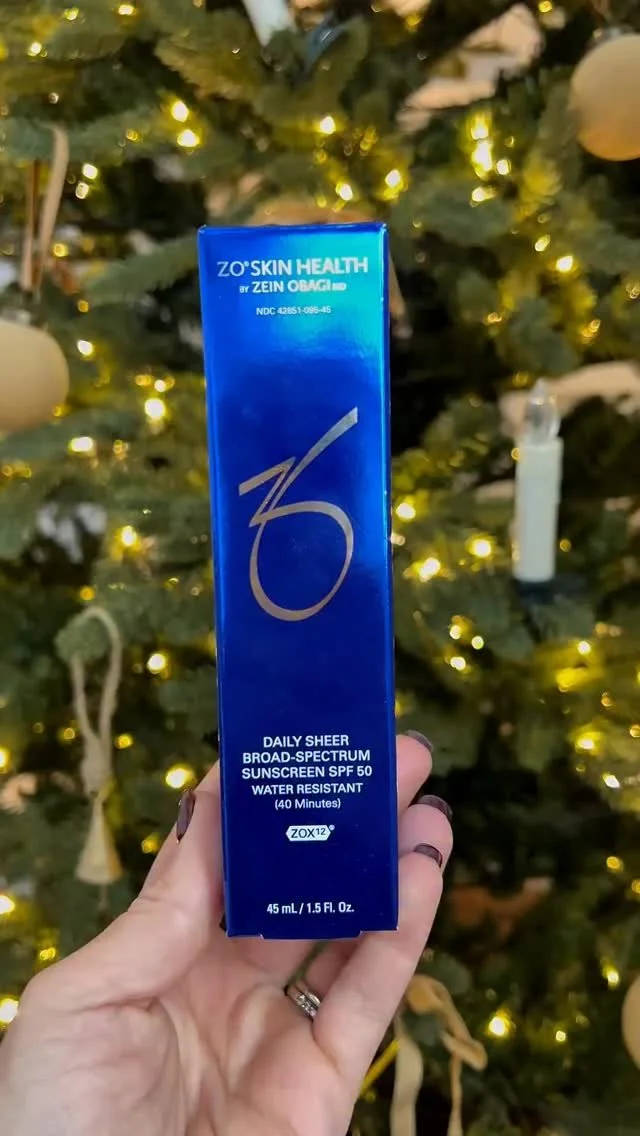 ZO® SKIN HEALTH
BY ZEIN OBAGI MD
NDC 42851-095-45
ZO
DAILY SHEER
BROAD-SPECTRUM
SUNSCREEN SPF 50
WATER RESISTANT
(40 Minutes)
ZOX12®
45 mL / 1.5 Fl. Oz.